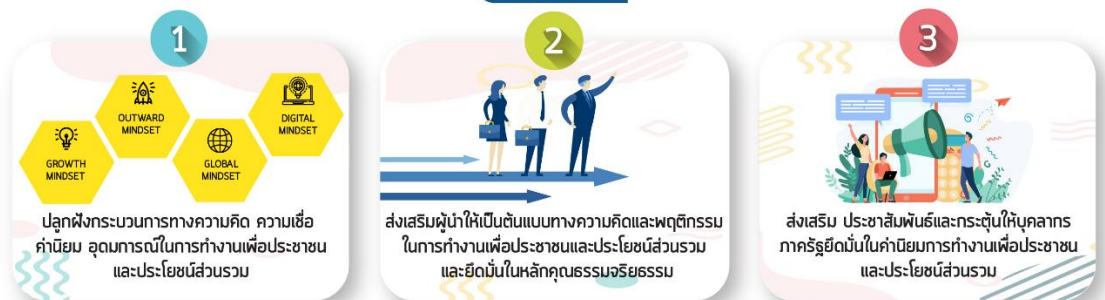 1
GROWTH
MINDSET
OUTWARD
MINDSET
GLOBAL
MINDSET
DIGITAL
MINDSET
ปลูกฝังกระบวนการทางความคิด ความเชื่อ
ค่านิยม อุดมการณ์ในการทำงานเพื่อประชาชน
และประโยชน์ส่วนรวม
2
ส่งเสริมผู้นำให้เป็นต้นแบบทางความคิดและพฤติกรรม
ในการทำงานเพื่อประชาชนและประโยชน์ส่วนรวม
และยึดมั่นในหลักคุณธรรมจริยธรรม
3
ส่งเสริม ประชาสัมพันธ์และกระตุ้นให้บุคลากร
ภาครัฐยึดมั่นในค่านิยมการทำงานเพื่อประชาชน
และประโยชน์ส่วนรวม